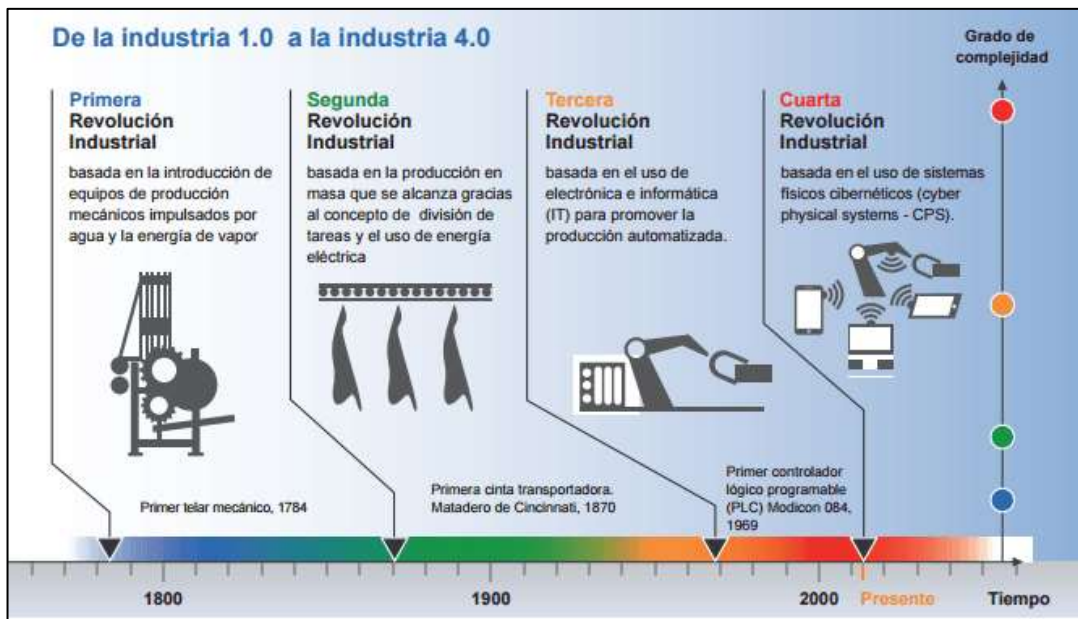 De la industria 1.0 a la industria 4.0
Grado de
complejidad
Primera
Revolución
Industrial
basada en la introducción de
equipos de producción
mecánicos impulsados por
agua y la energía de vapor
Segunda
Revolución
Industrial
basada en la producción en
masa que se alcanza gracias
al concepto de división de
tareas y el uso de energía
eléctrica
Tercera
Revolución
Industrial
basada en el uso de
electrónica e informática
(IT) para promover la
producción automatizada.
Cuarta
Revolución
Industrial
basada en el uso de sistemas
físicos cibernéticos (cyber
physical systems - CPS).
Primer telar mecánico, 1784
Primera cinta transportadora.
Matadero de Cincinnati, 1870
Primer controlador
lógico programable
(PLC) Modicon 084,
1969
1800
1900
2000
Presente
Tiempo